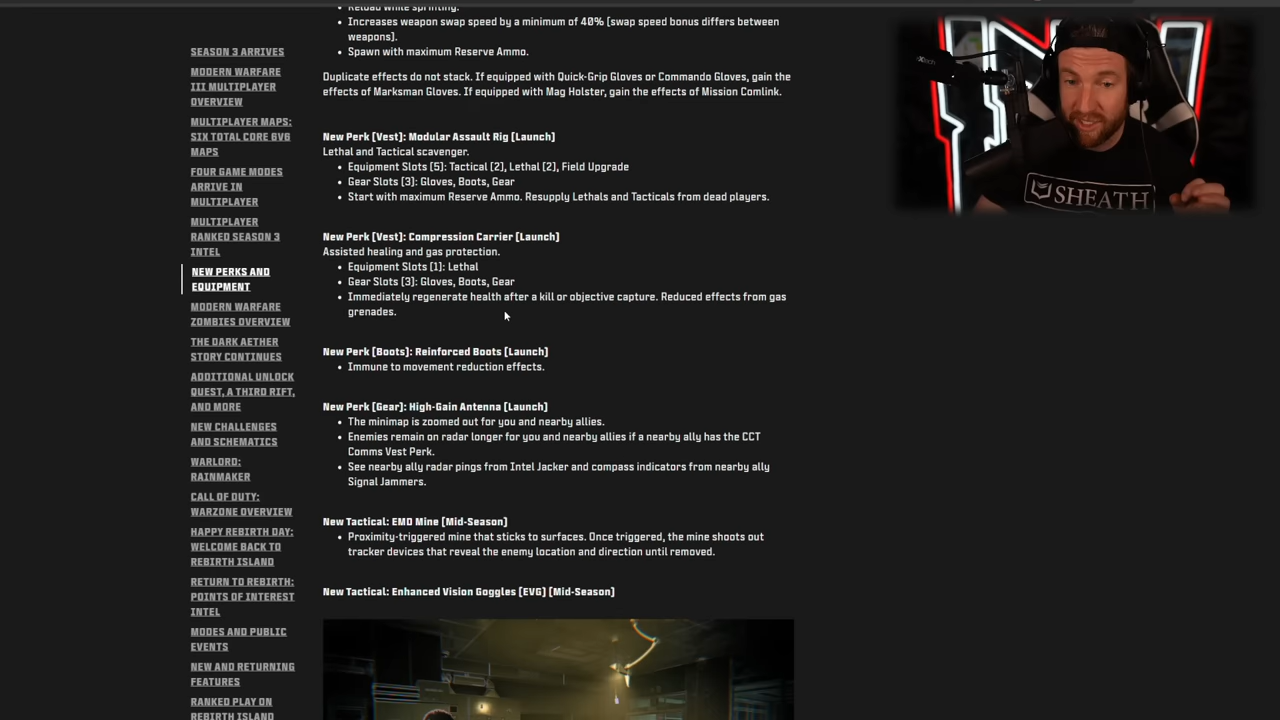 Reload while sprinting.
Increases weapon swap speed by a minimum of 40% [swap speed bonus differs between
weapons].
Spawn with maximum Reserve Ammo.
Duplicate effects do not stack. If equipped with Quick-Grip Gloves or Commando Gloves, gain the
effects of Marksman Gloves. If equipped with Mag Holster, gain the effects of Mission Comlink.
New Perk [Vest]: Modular Assault Rig [Launch]
Lethal and Tactical scavenger.
Equipment Slots [5]: Tactical [2], Lethal [2], Field Upgrade
Gear Slots [3]: Gloves, Boots, Gear
Start with maximum Reserve Ammo. Resupply Lethals and Tacticals from dead players.
New Perk [Vest]: Compression Carrier [Launch]
Assisted healing and gas protection.
Equipment Slots [1]: Lethal
Gear Slots [3]: Gloves, Boots, Gear
Immediately regenerate health after a kill or objective capture. Reduced effects from gas
grenades.
New Perk [Boots]: Reinforced Boots [Launch]
Immune to movement reduction effects.
New Perk [Gear]: High-Gain Antenna [Launch]
The minimap is zoomed out for you and nearby allies.
Enemies remain on radar longer for you and nearby allies if a nearby ally has the CCT
Comms Vest Perk.
See nearby ally radar pings from Intel Jacker and compass indicators from nearby ally
Signal Jammers.
New Tactical: EMD Mine [Mid-Season]
Proximity-triggered mine that sticks to surfaces. Once triggered, the mine shoots out
tracker devices that reveal the enemy location and direction until removed.
New Tactical: Enhanced Vision Goggles [EVG] [Mid-Season]
SEASON 3 ARRIVES
MODERN WARFARE
III MULTIPLAYER
OVERVIEW
MULTIPLAYER MAPS:
SIX TOTAL CORE 6V6
MAPS
FOUR GAME MODES
ARRIVE IN
MULTIPLAYER
MULTIPLAYER
RANKED SEASON 3
INTEL
NEW PERKS AND
EQUIPMENT
MODERN WARFARE
ZOMBIES OVERVIEW
THE DARK AETHER
STORY CONTINUES
ADDITIONAL UNLOCK
QUEST, A THIRD RIFT,
AND MORE
NEW CHALLENGES
AND SCHEMATICS
WARLORD:
RAINMAKER
CALL OF DUTY:
WARZONE OVERVIEW
HAPPY REBIRTH DAY:
WELCOME BACK TO
REBIRTH ISLAND
RETURN TO REBIRTH:
POINTS OF INTEREST
INTEL
MODES AND PUBLIC
EVENTS
NEW AND RETURNING
FEATURES
RANKED PLAY ON
REBIRTH ISLAND
SHEATH